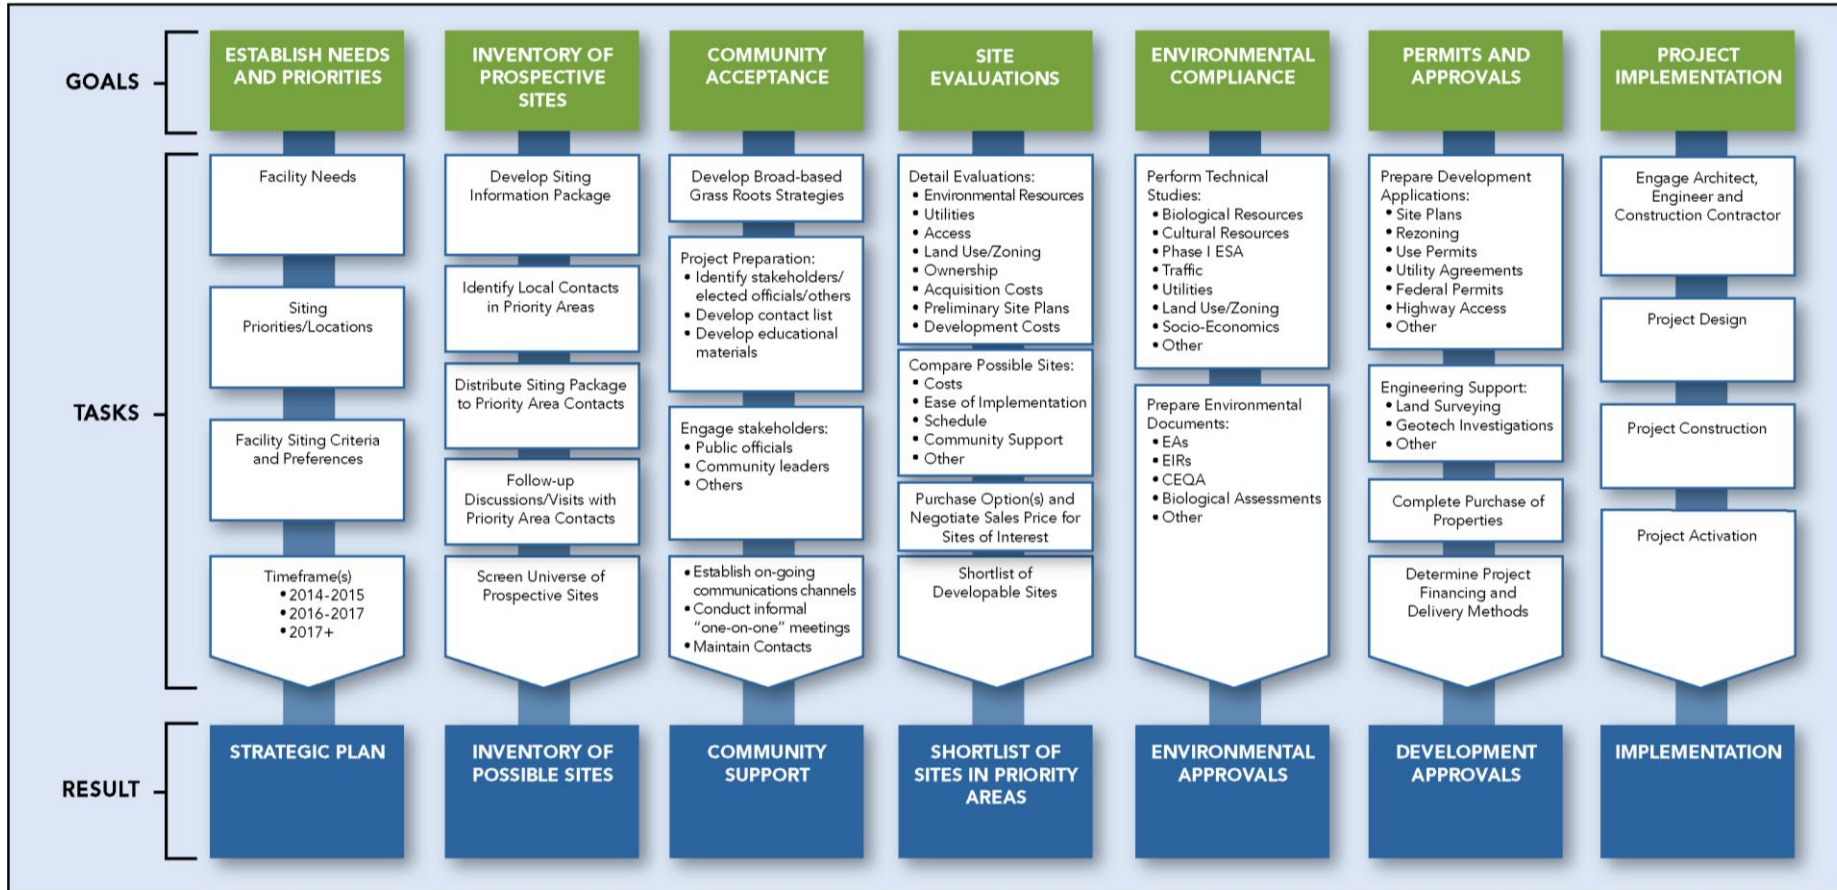 GOALS
ESTABLISH NEEDS
AND PRIORITIES
INVENTORY OF
PROSPECTIVE
SITES
COMMUNITY
ACCEPTANCE
SITE
EVALUATIONS
ENVIRONMENTAL
COMPLIANCE
PERMITS AND
APPROVALS
PROJECT
IMPLEMENTATION
TASKS
Facility Needs
Siting
Priorities/Locations
Facility Siting Criteria
and Preferences
Timeframe(s)
• 2014-2015
• 2016-2017
• 2017+
Develop Siting
Information Package
Identify Local Contacts
in Priority Areas
Distribute Siting Package
to Priority Area Contacts
Follow-up
Discussions/Visits with
Priority Area Contacts
Screen Universe of
Prospective Sites
Develop Broad-based
Grass Roots Strategies
Project Preparation:
• Identify stakeholders/
elected officials/others
• Develop contact list
• Develop educational
materials
Engage stakeholders:
• Public officials
• Community leaders
• Others
• Establish on-going
communications channels
• Conduct informal
"one-on-one" meetings
• Maintain Contacts
Detail Evaluations:
• Environmental Resources
• Utilities
• Access
• Land Use/Zoning
• Ownership
• Acquisition Costs
• Preliminary Site Plans
• Development Costs
Compare Possible Sites:
• Costs
• Ease of Implementation
• Schedule
• Community Support
• Other
Purchase Option(s) and
Negotiate Sales Price for
Sites of Interest
Shortlist of
Developable Sites
Perform Technical
Studies:
• Biological Resources
• Cultural Resources
• Phase I ESA
• Traffic
• Utilities
• Land Use/Zoning
• Socio-Economics
• Other
Prepare Environmental
Documents:
• EAs
• EIRs
• CEQA
• Biological Assessments
• Other
Prepare Development
Applications:
• Site Plans
• Rezoning
• Use Permits
• Utility Agreements
• Federal Permits
• Highway Access
• Other
Engineering Support:
• Land Surveying
• Geotech Investigations
• Other
Complete Purchase of
Properties
Determine Project
Financing and
Delivery Methods
Engage Architect,
Engineer and
Construction Contractor
Project Design
Project Construction
Project Activation
RESULT
STRATEGIC PLAN
INVENTORY OF
POSSIBLE SITES
COMMUNITY
SUPPORT
SHORTLIST OF
SITES IN PRIORITY
AREAS
ENVIRONMENTAL
APPROVALS
DEVELOPMENT
APPROVALS
IMPLEMENTATION